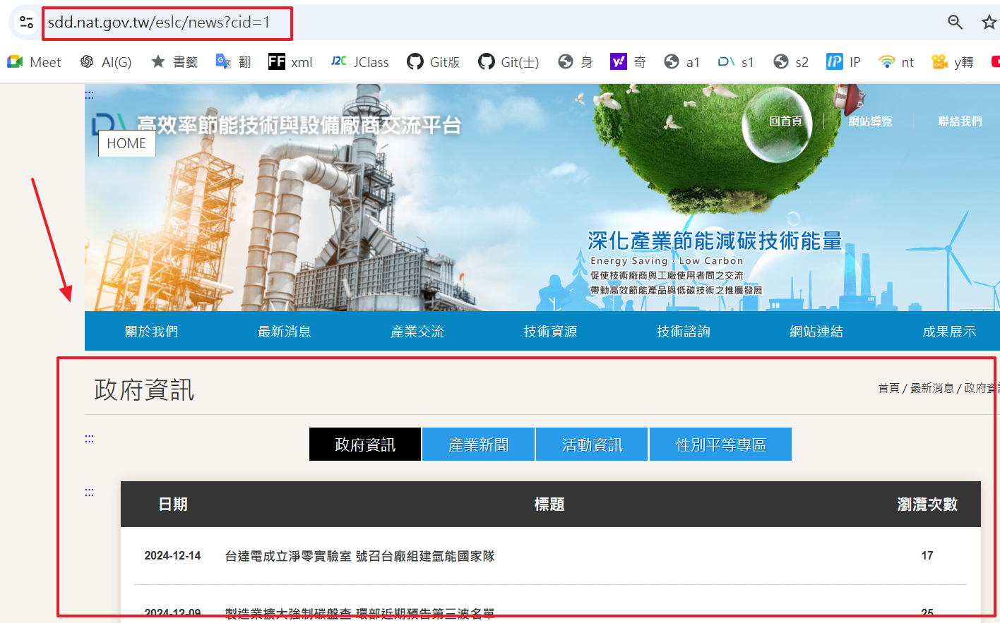 sdd.nat.gov.tw/eslc/news?cid=1
Meet AI(G) 書籤 翻 FF xml J2C JClass Git版 Git(士) 身 y! 奇 a1 s1 s2 IP IP nt y轉
:::
高效率節能技術與設備廠商交流平台
HOME
回首頁 網站導覽 聯絡我們
深化產業節能減碳技術能量
Energy Saving · Low Carbon
促使技術廠商與工廠使用者間之交流
帶動高效節能產品與低碳技術之推廣發展
關於我們 最新消息 產業交流 技術資源 技術諮詢 網站連結 成果展示
政府資訊
首頁 / 最新消息 / 政府資
:::
政府資訊 產業新聞 活動資訊 性別平等專區
:::
日期 標題 瀏灠次數
2024-12-14 台達電成立淨零實驗室 號召台廠組建氫能國家隊 17
2024-12-09 製造業擴大強制碳盤查 環部近期預告第三波名單 25